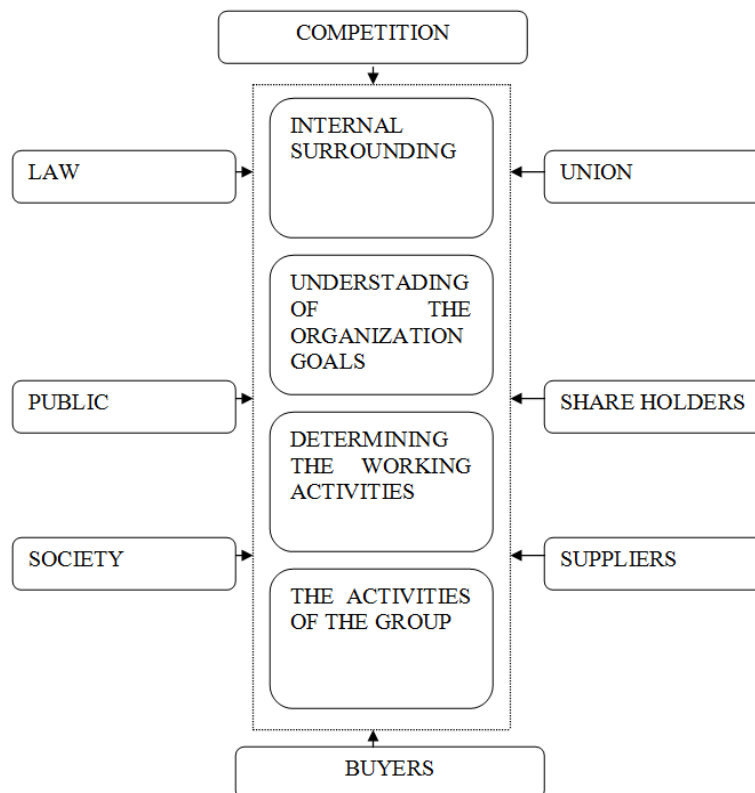 COMPETITION
INTERNAL
SURROUNDING
LAW
UNION
UNDERSTADING
OF THE
ORGANIZATION
GOALS
PUBLIC
SHARE HOLDERS
DETERMINING
THE WORKING
ACTIVITIES
SOCIETY
SUPPLIERS
THE ACTIVITIES
OF THE GROUP
BUYERS